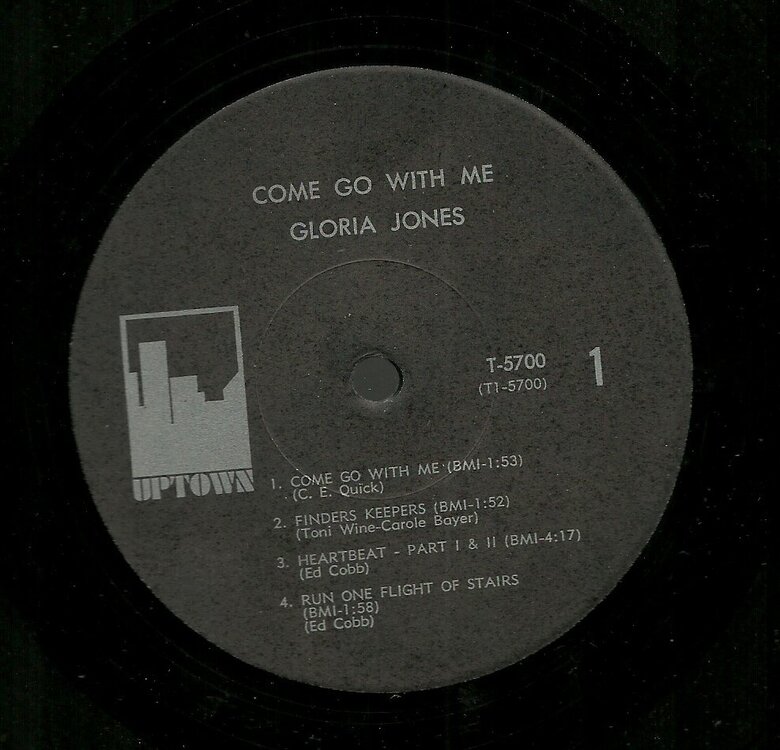 COME GO WITH ME
GLORIA JONES
T-5700
(T1-5700)
1
UPTOWN
1. COME GO WITH ME (BMI-1:53)
(C. E. Quick)
2. FINDERS KEEPERS (BMI-1:52)
(Toni Wine-Carole Bayer)
3. HEARTBEAT - PART I & II (BMI-4:17)
(Ed Cobb)
4. RUN ONE FLIGHT OF STAIRS
(BMI-1:58)
(Ed Cobb)